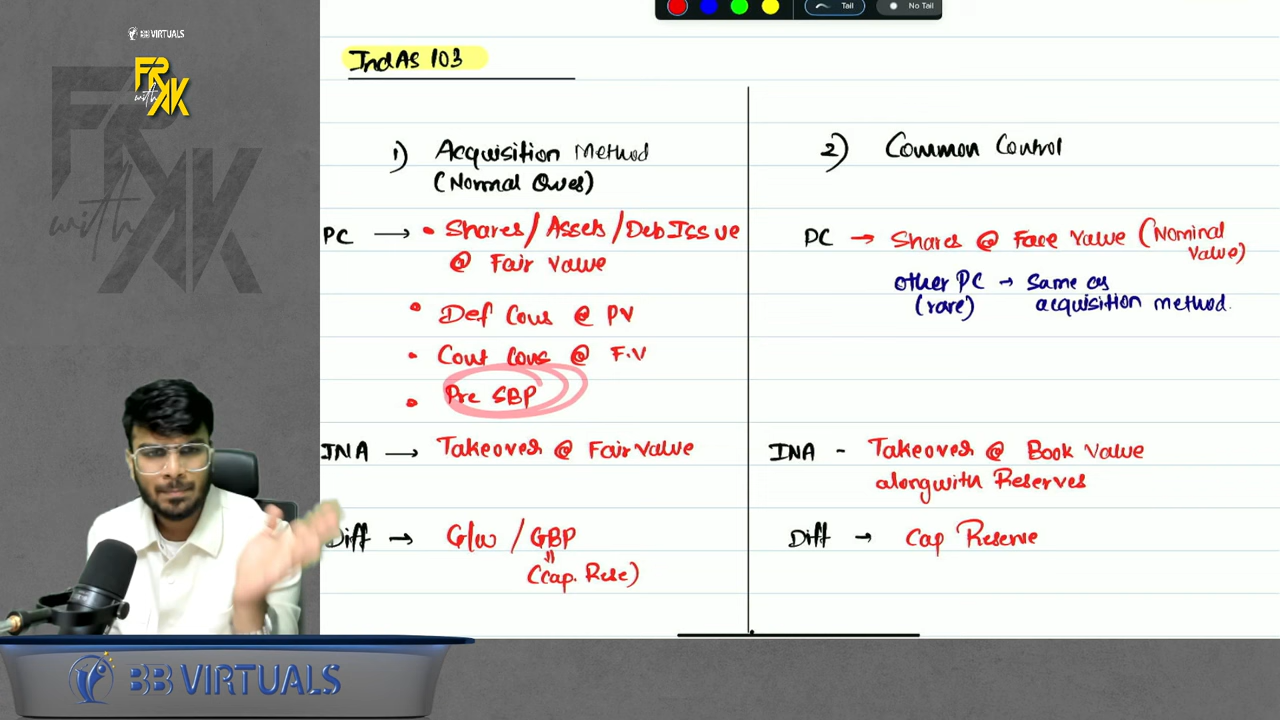 BB VIRTUALS
FR
with
AK
FR
with
AK
Tail
No Tail
IndAS 103
1) Acquisition Method
(Normal Ques)
PC → • Shares / Assets / Deb Issue
@ Fair Value
• Def Cons @ PV
• Cont Cons @ F.V
• Pre SBP
INA → Takeover @ Fair Value
Diff → G/w / GBP
=
(Cap. Rese)
2) Common Control
PC → Shares @ Face Value (Nominal
Value)
other PC → Same as
(rare) acquisition method.
INA - Takeover @ Book Value
alongwith Reserves
Diff → Cap Reserve
BB VIRTUALS